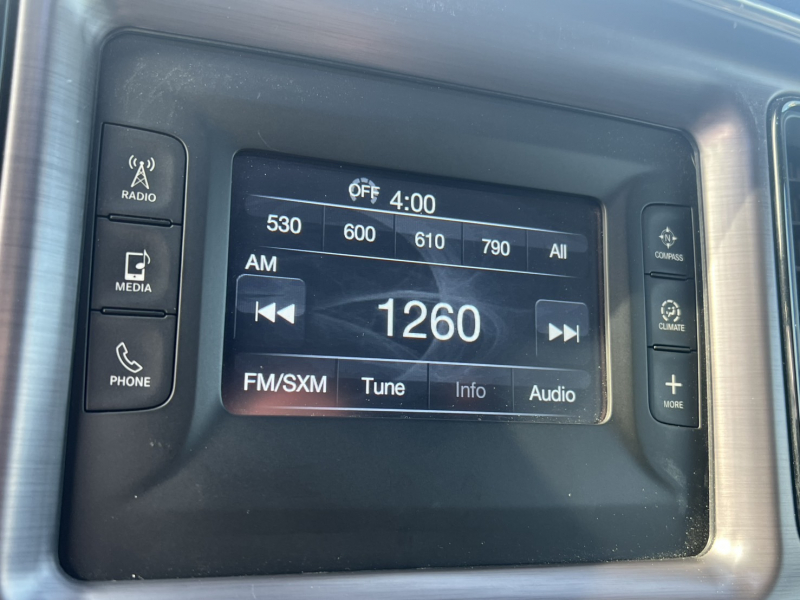 RADIO
MEDIA
PHONE
OFF 4:00
530 600 610 790 All
AM
1260
FM/SXM Tune Info Audio
N
COMPASS
CLIMATE
MORE